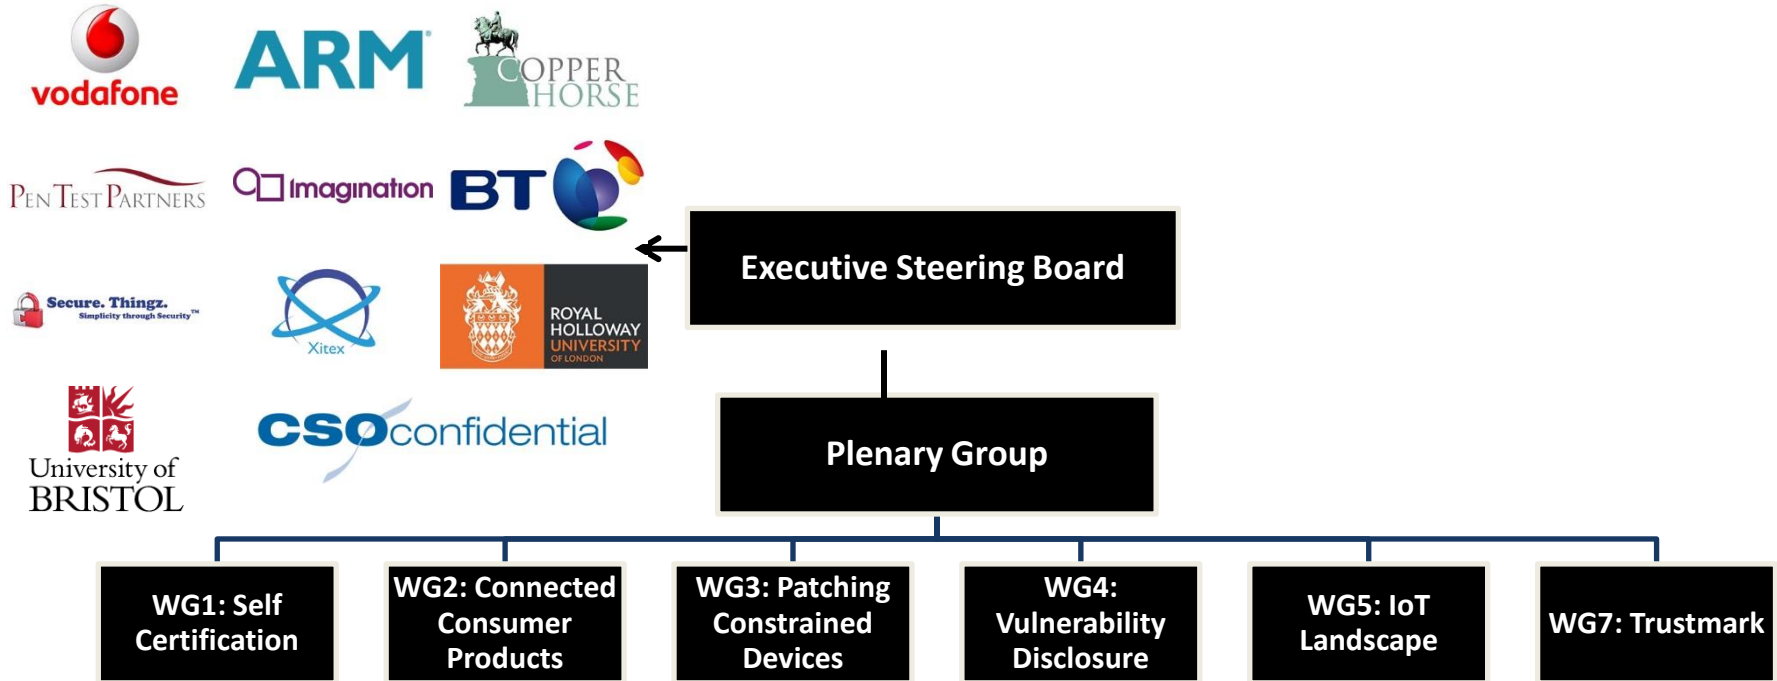 vodafone
ARM
COPPER
HORSE
PEN TEST PARTNERS
Imagination
BT
Secure. Thingz.
Simplicity through Security™
Xitex
ROYAL
HOLLOWAY
UNIVERSITY
OF LONDON
University of
BRISTOL
CSOconfidential
Executive Steering Board
Plenary Group
WG1: Self
Certification
WG2: Connected
Consumer
Products
WG3: Patching
Constrained
Devices
WG4:
Vulnerability
Disclosure
WG5: IoT
Landscape
WG7: Trustmark